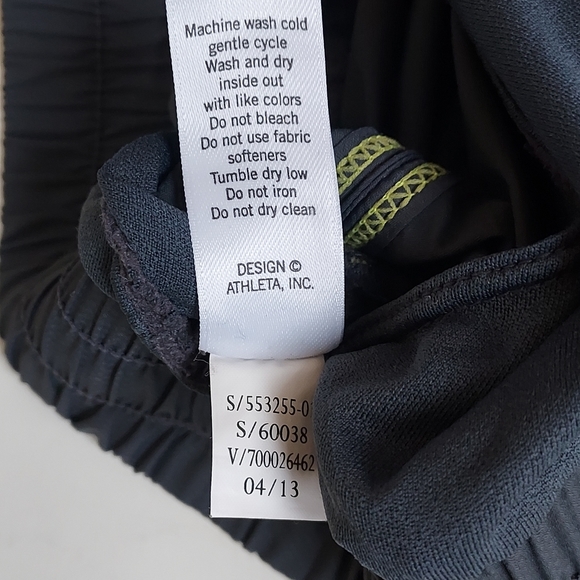 Machine wash cold
gentle cycle
Wash and dry
inside out
with like colors
Do not bleach
Do not use fabric
softeners
Tumble dry low
Do not iron
Do not dry clean
DESIGN ©
ATHLETA, INC.
S/553255-0
S/60038
V/700026462
04/13